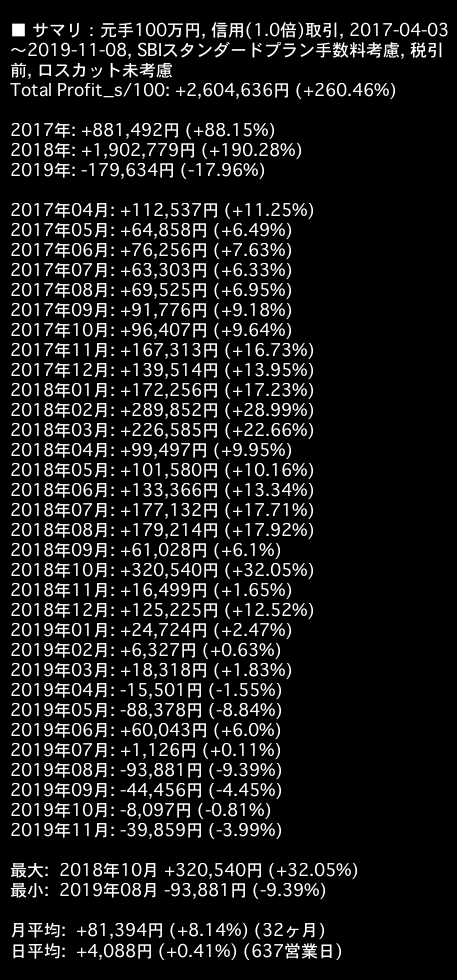 ■ サマリ：元手100万円, 信用(1.0倍)取引, 2017-04-03
〜2019-11-08, SBIスタンダードプラン手数料考慮, 税引
前, ロスカット未考慮
Total Profit_s/100: +2,604,636円 (+260.46%)
2017年: +881,492円 (+88.15%)
2018年: +1,902,779円 (+190.28%)
2019年: -179,634円 (-17.96%)
2017年04月: +112,537円 (+11.25%)
2017年05月: +64,858円 (+6.49%)
2017年06月: +76,256円 (+7.63%)
2017年07月: +63,303円 (+6.33%)
2017年08月: +69,525円 (+6.95%)
2017年09月: +91,776円 (+9.18%)
2017年10月: +96,407円 (+9.64%)
2017年11月: +167,313円 (+16.73%)
2017年12月: +139,514円 (+13.95%)
2018年01月: +172,256円 (+17.23%)
2018年02月: +289,852円 (+28.99%)
2018年03月: +226,585円 (+22.66%)
2018年04月: +99,497円 (+9.95%)
2018年05月: +101,580円 (+10.16%)
2018年06月: +133,366円 (+13.34%)
2018年07月: +177,132円 (+17.71%)
2018年08月: +179,214円 (+17.92%)
2018年09月: +61,028円 (+6.1%)
2018年10月: +320,540円 (+32.05%)
2018年11月: +16,499円 (+1.65%)
2018年12月: +125,225円 (+12.52%)
2019年01月: +24,724円 (+2.47%)
2019年02月: +6,327円 (+0.63%)
2019年03月: +18,318円 (+1.83%)
2019年04月: -15,501円 (-1.55%)
2019年05月: -88,378円 (-8.84%)
2019年06月: +60,043円 (+6.0%)
2019年07月: +1,126円 (+0.11%)
2019年08月: -93,881円 (-9.39%)
2019年09月: -44,456円 (-4.45%)
2019年10月: -8,097円 (-0.81%)
2019年11月: -39,859円 (-3.99%)
最大: 2018年10月 +320,540円 (+32.05%)
最小: 2019年08月 -93,881円 (-9.39%)
月平均: +81,394円 (+8.14%) (32ヶ月)
日平均: +4,088円 (+0.41%) (637営業日)